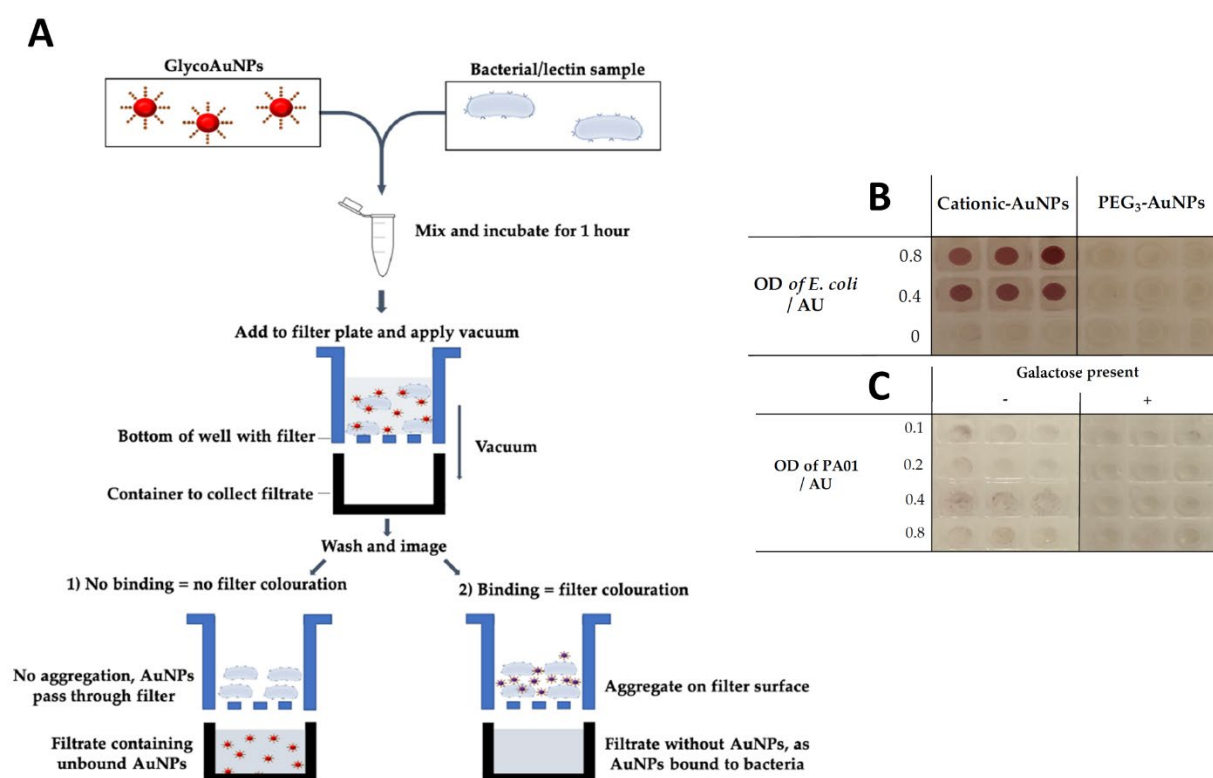 A
GlycoAuNPs
Bacterial/lectin sample
Mix and incubate for 1 hour
Add to filter plate and apply vacuum
Bottom of well with filter
Vacuum
Container to collect filtrate
Wash and image
1) No binding = no filter colouration
2) Binding = filter colouration
No aggregation, AuNPs
pass through filter
Aggregate on filter surface
Filtrate containing
unbound AuNPs
Filtrate without AuNPs, as
AuNPs bound to bacteria
B
Cationic-AuNPs
PEG₃-AuNPs
OD of E. coli
/ AU
0.8
0.4
0
C
Galactose present
-
+
OD of PA01
/ AU
0.1
0.2
0.4
0.8